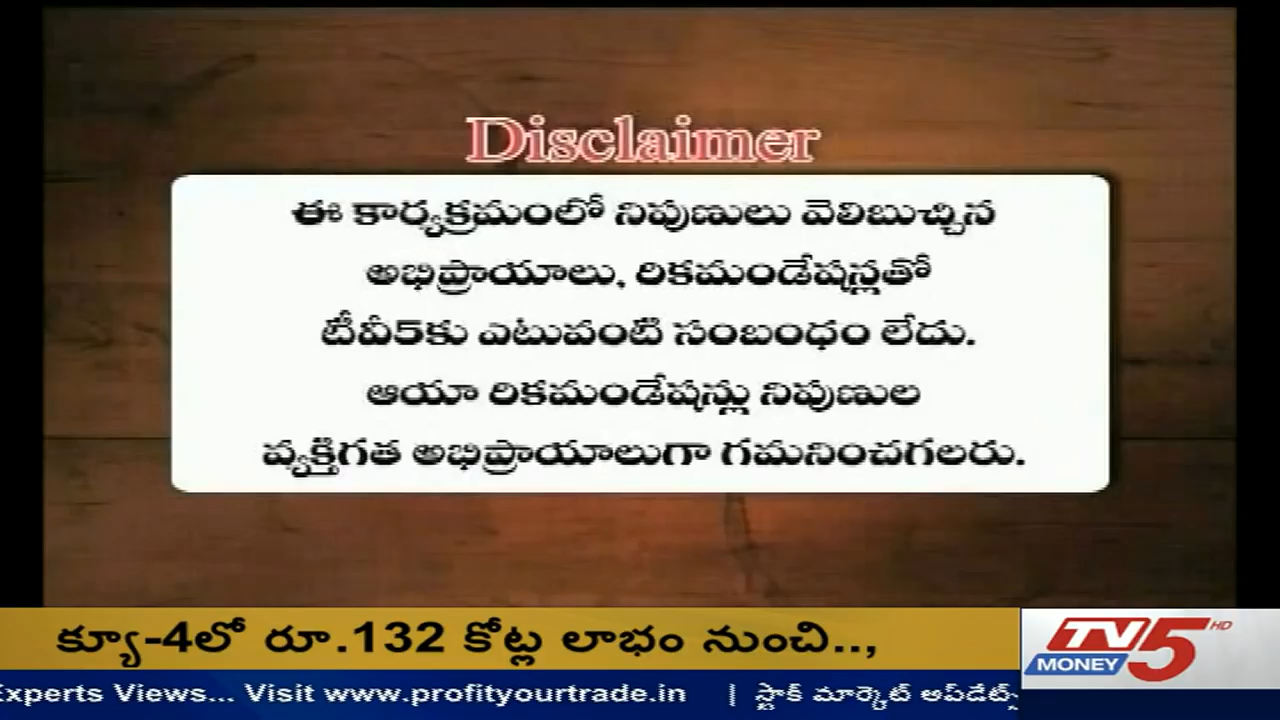 Disclaimer
ఈ కార్యక్రమంలో నిపుణులు వెలిబుచ్చిన
అభిప్రాయాలు, రికమండేషన్లతో
టీవీ5కు ఎటువంటి సంబంధం లేదు.
ఆయా రికమండేషన్లు నిపుణుల
వ్యక్తిగత అభిప్రాయాలుగా గమనించగలరు.
క్యూ-4లో రూ.132 కోట్ల లాభం నుంచి..,
TV5 HD
MONEY
Experts Views... Visit www.profityourtrade.in | స్టాక్ మార్కెట్ అప్‌డేట్స్